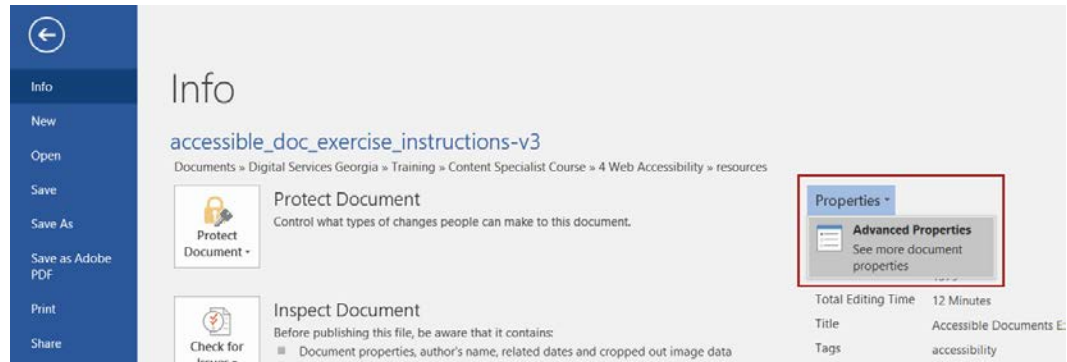 Info
New
Open
Save
Save As
Save as Adobe
PDF
Print
Share
Info
accessible_doc_exercise_instructions-v3
Documents » Digital Services Georgia » Training » Content Specialist Course » 4 Web Accessibility » resources
Protect
Document
Protect Document
Control what types of changes people can make to this document.
Check for
Inspect Document
Before publishing this file, be aware that it contains:
Document properties, author's name, related dates and cropped out image data
Properties
Advanced Properties
See more document
properties
Total Editing Time 12 Minutes
Title Accessible Documents
Tags accessibility